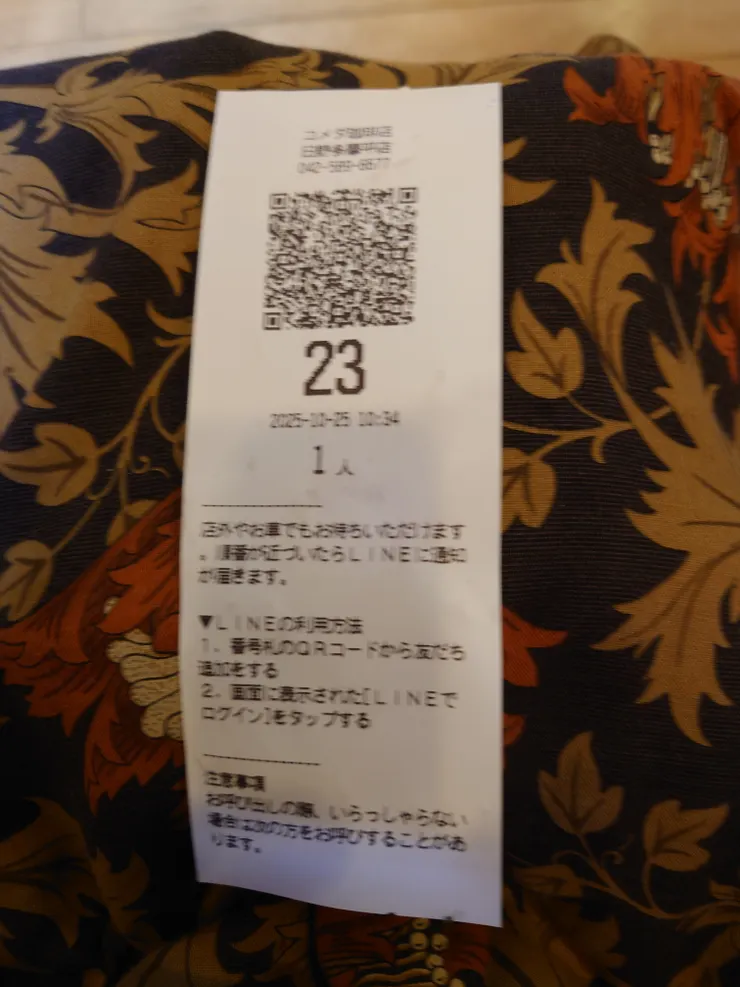 コメダ珈琲店
日野多摩平店
042-589-0577
23
2025-10-25 10:34
1人
店外やお車でもお待ちいただけます
。順番が近づいたらLINEに通知
が届きます。
▼LINEの利用方法
1．番号札のQRコードから友だち
追加をする
2．画面に表示された[LINEで
ログイン]をタップする
注意事項
お呼び出しの際、いらっしゃらない
場合は次の方をお呼びすることがあ
ります。